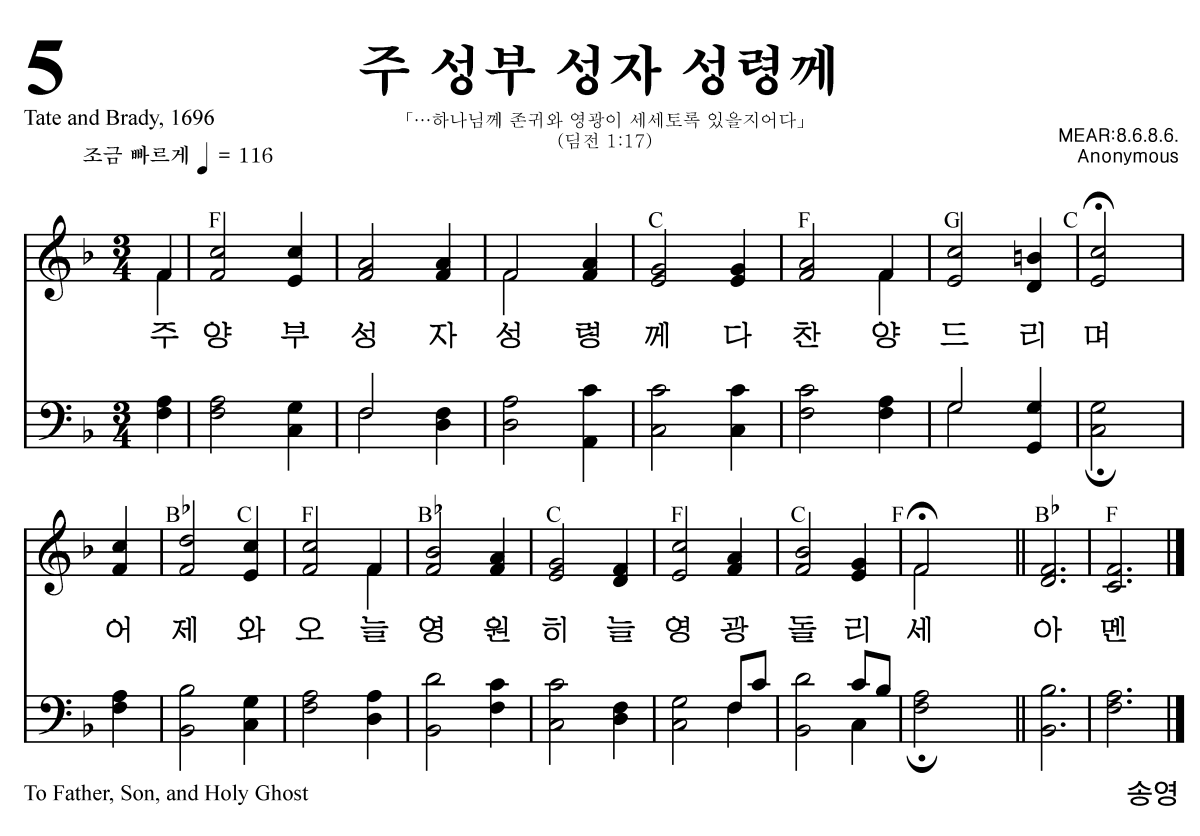 5
주 성부 성자 성령께
Tate and Brady, 1696
「…하나님께 존귀와 영광이 세세토록 있을지어다」
(딤전 1:17)
MEAR:8.6.8.6.
조금 빠르게 ♩ = 116
Anonymous
F C F G C
3 4
주 양 부 성 자 성 령 께 다 찬 양 드 리 며
3 4
B♭ C F B♭ C F C F B♭ F
어 제 와 오 늘 영 원 히 늘 영 광 돌 리 세 아 멘
To Father, Son, and Holy Ghost
송영